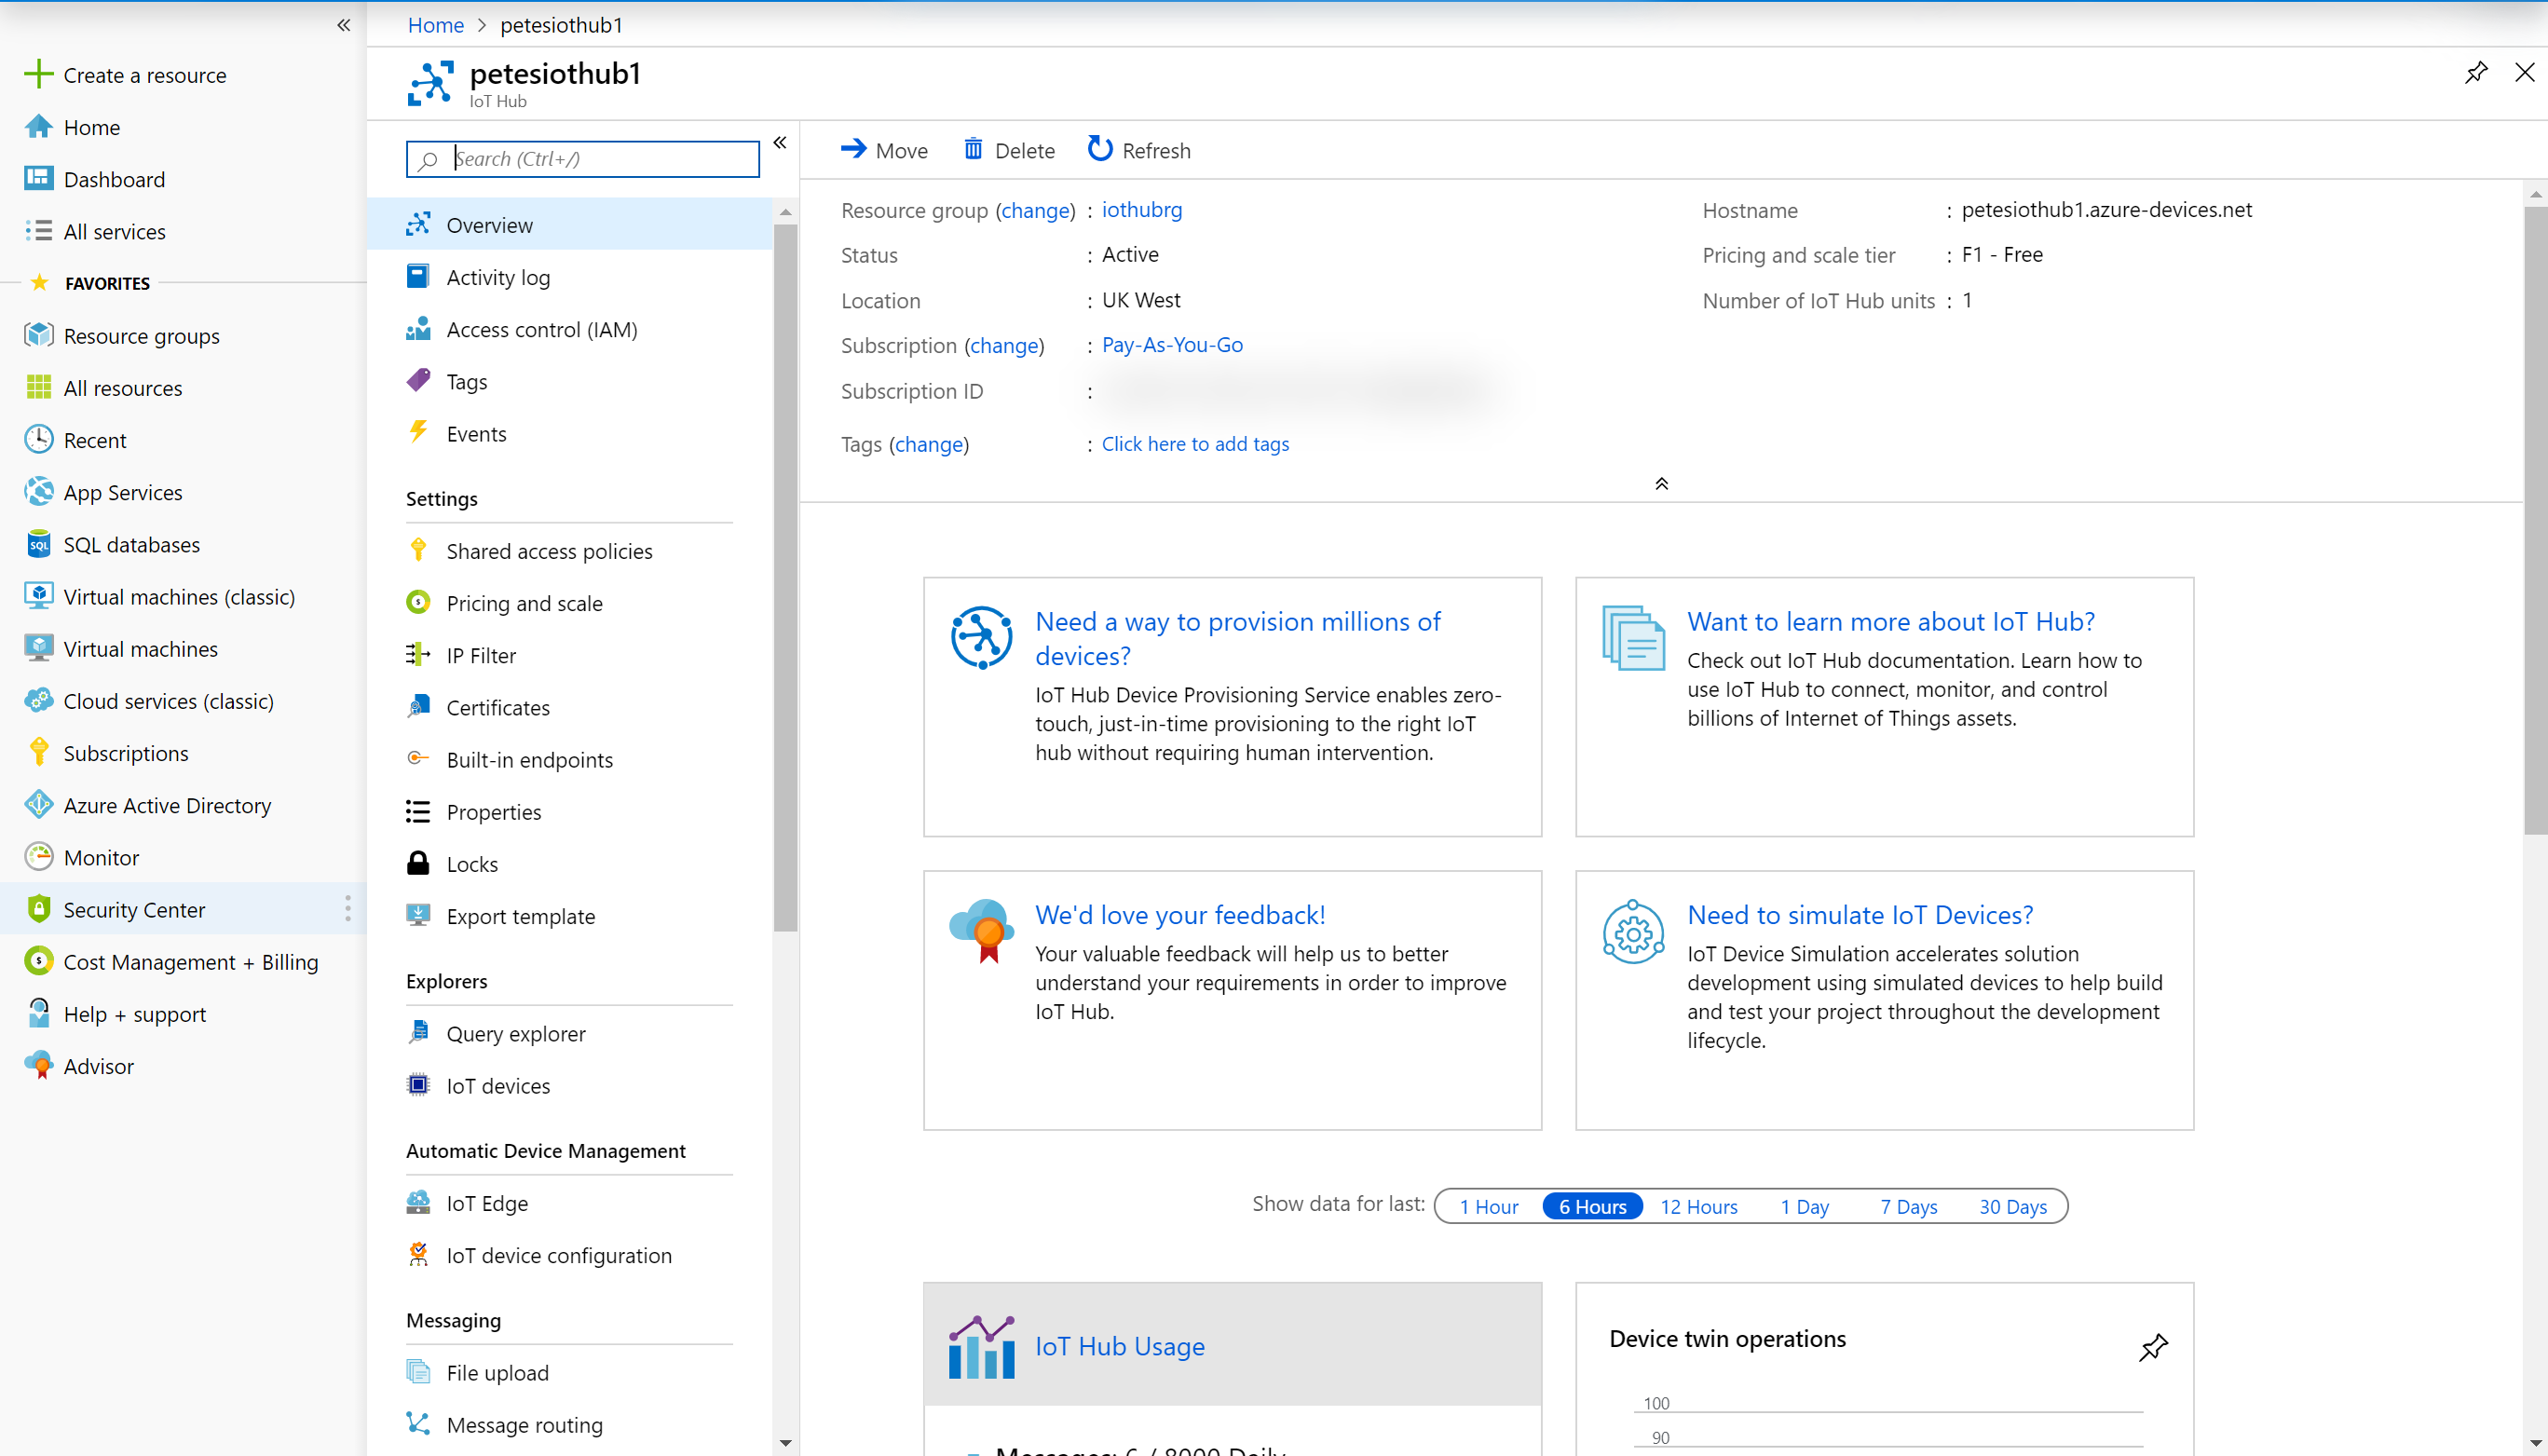 Home > petesiothub1
Create a resource
Home
Dashboard
All services
FAVORITES
Resource groups
All resources
Recent
App Services
SQL databases
Virtual machines (classic)
Virtual machines
Cloud services (classic)
Subscriptions
Azure Active Directory
Monitor
Security Center
Cost Management + Billing
Help + support
Advisor
petesiothub1
IoT Hub
Search (Ctrl+/)
Overview
Activity log
Access control (IAM)
Tags
Events
Settings
Shared access policies
Pricing and scale
IP Filter
Certificates
Built-in endpoints
Properties
Locks
Export template
Explorers
Query explorer
IoT devices
Automatic Device Management
IoT Edge
IoT device configuration
Messaging
File upload
Message routing
Move Delete Refresh
Resource group (change) : iothubrg
Status : Active
Location : UK West
Subscription (change) : Pay-As-You-Go
Subscription ID :
Tags (change) : Click here to add tags
Hostname : petesiothub1.azure-devices.net
Pricing and scale tier : F1 - Free
Number of IoT Hub units : 1
Need a way to provision millions of
devices?
IoT Hub Device Provisioning Service enables zero-
touch, just-in-time provisioning to the right IoT
hub without requiring human intervention.
Want to learn more about IoT Hub?
Check out IoT Hub documentation. Learn how to
use IoT Hub to connect, monitor, and control
billions of Internet of Things assets.
We'd love your feedback!
Your valuable feedback will help us to better
understand your requirements in order to improve
IoT Hub.
Need to simulate IoT Devices?
IoT Device Simulation accelerates solution
development using simulated devices to help build
and test your project throughout the development
lifecycle.
Show data for last: 1 Hour 6 Hours 12 Hours 1 Day 7 Days 30 Days
IoT Hub Usage
Messages: 6 / 8000 Daily
Device twin operations
100
90